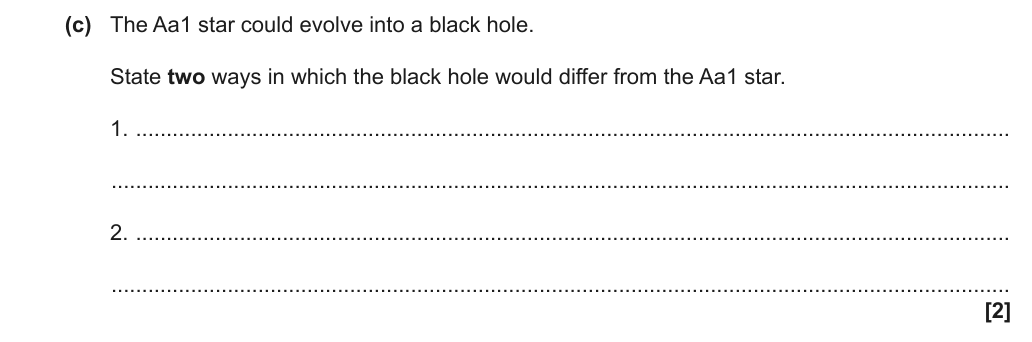 (c) The Aa1 star could evolve into a black hole.
State two ways in which the black hole would differ from the Aa1 star.
1. ....................................................................................................
....................................................................................................
2. ....................................................................................................
....................................................................................................
[2]